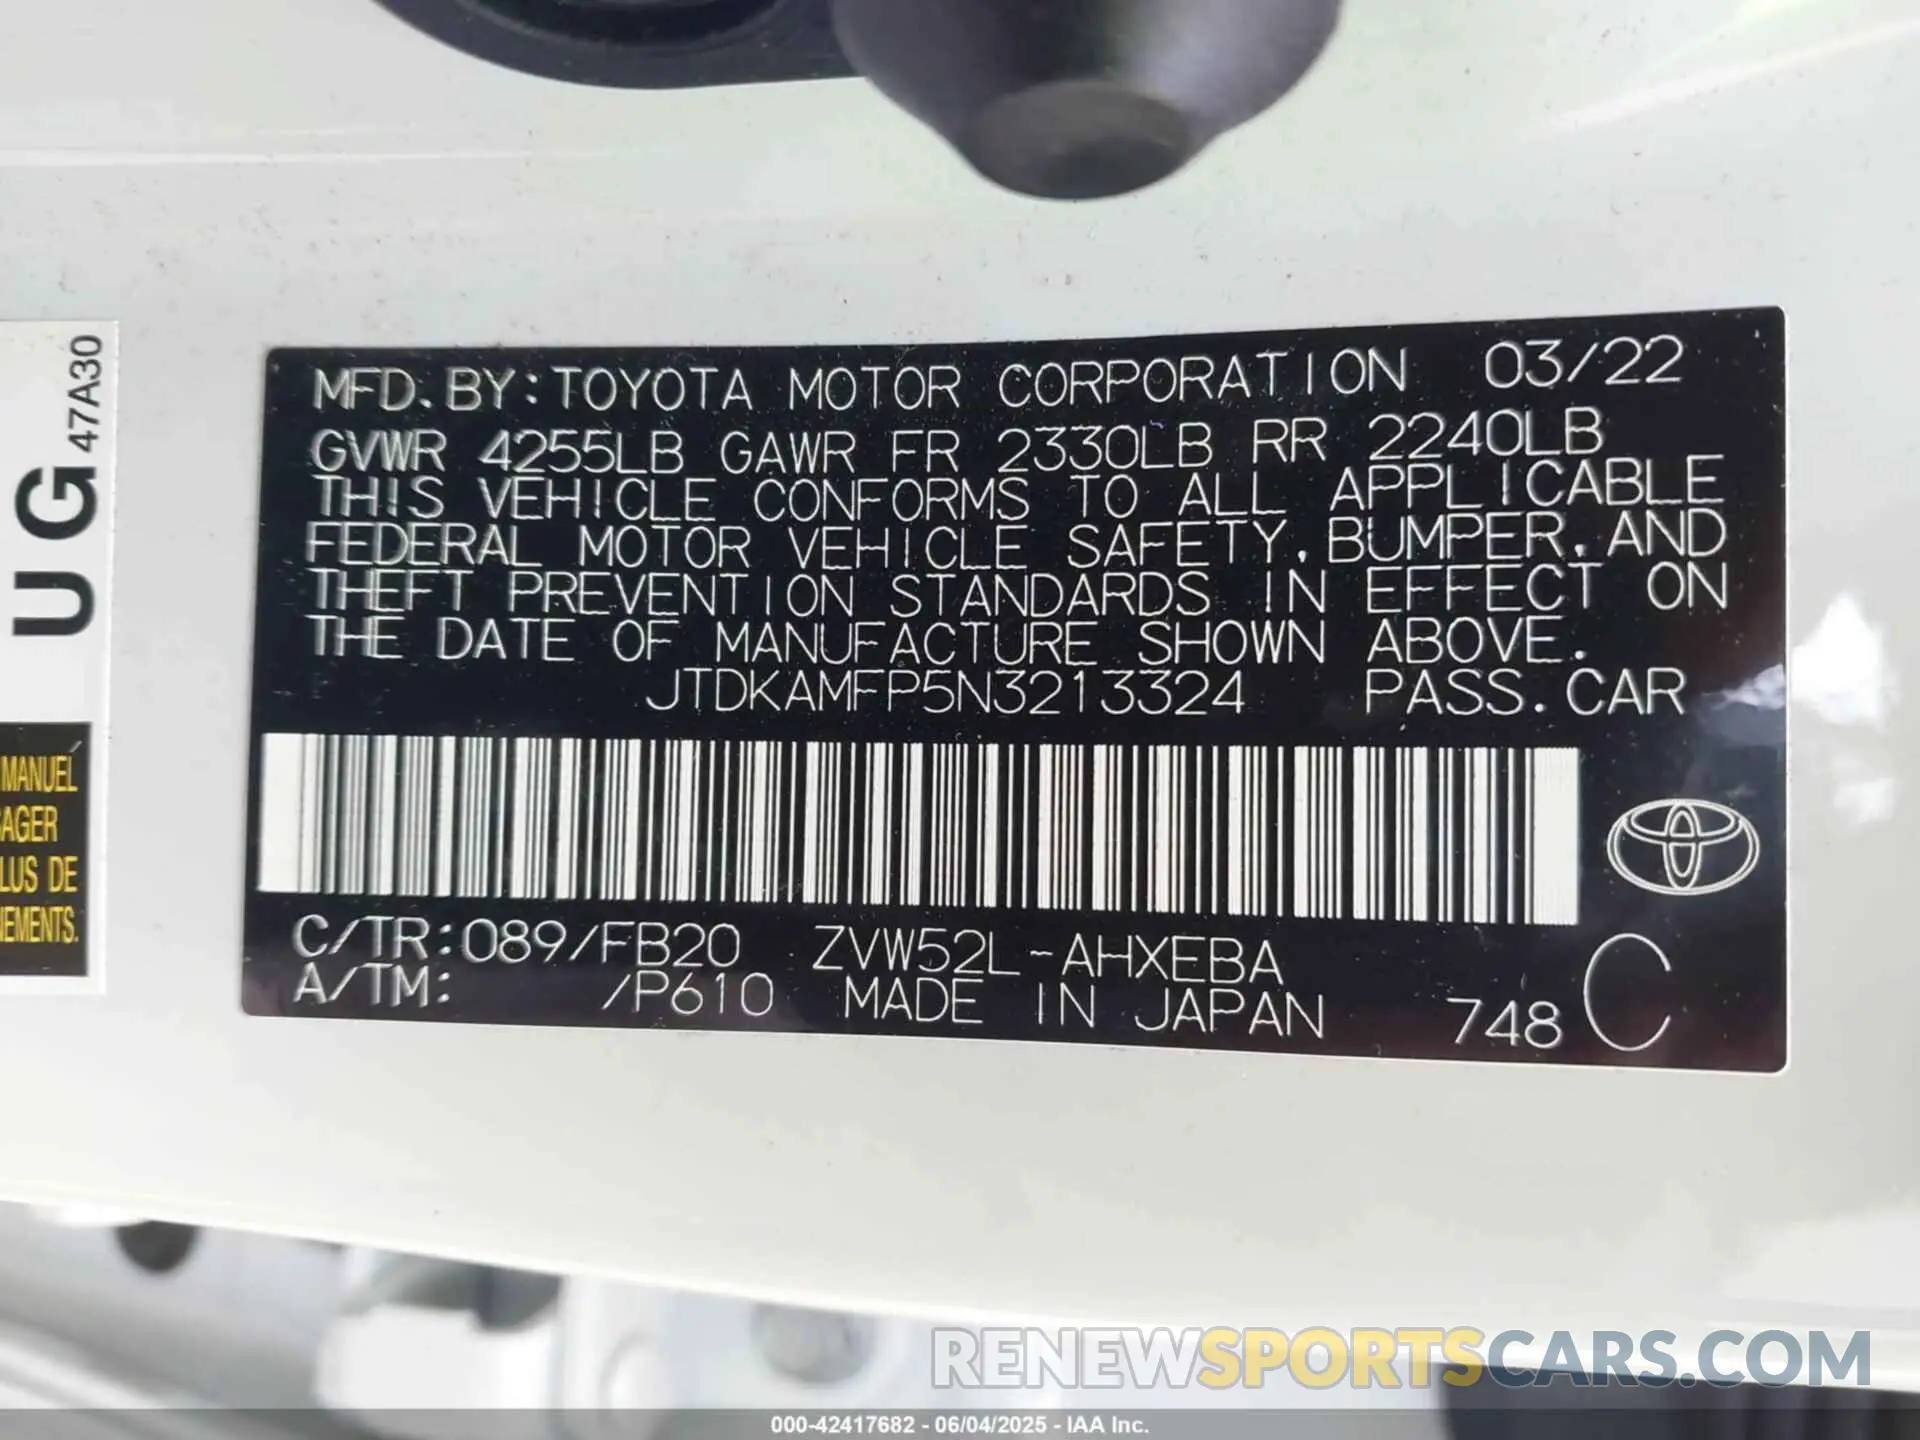 47A30
UG
MANUEL
AGER
LUS DE
EMENTS.
MFD. BY: TOYOTA MOTOR CORPORATION 03/22
GVWR 4255LB GAWR FR 2330LB RR 2240LB
THIS VEHICLE CONFORMS TO ALL APPLICABLE
FEDERAL MOTOR VEHICLE SAFETY, BUMPER, AND
THEFT PREVENTION STANDARDS IN EFFECT ON
THE DATE OF MANUFACTURE SHOWN ABOVE.
JTDKAMFP5N3213324 PASS. CAR
C/TR: 089/FB20 ZVW52L-AHXEBA
A/TM: /P610 MADE IN JAPAN 748 C
RENEWSPORTSCARS.COM
000-42417682 - 06/04/2025 - IAA Inc.